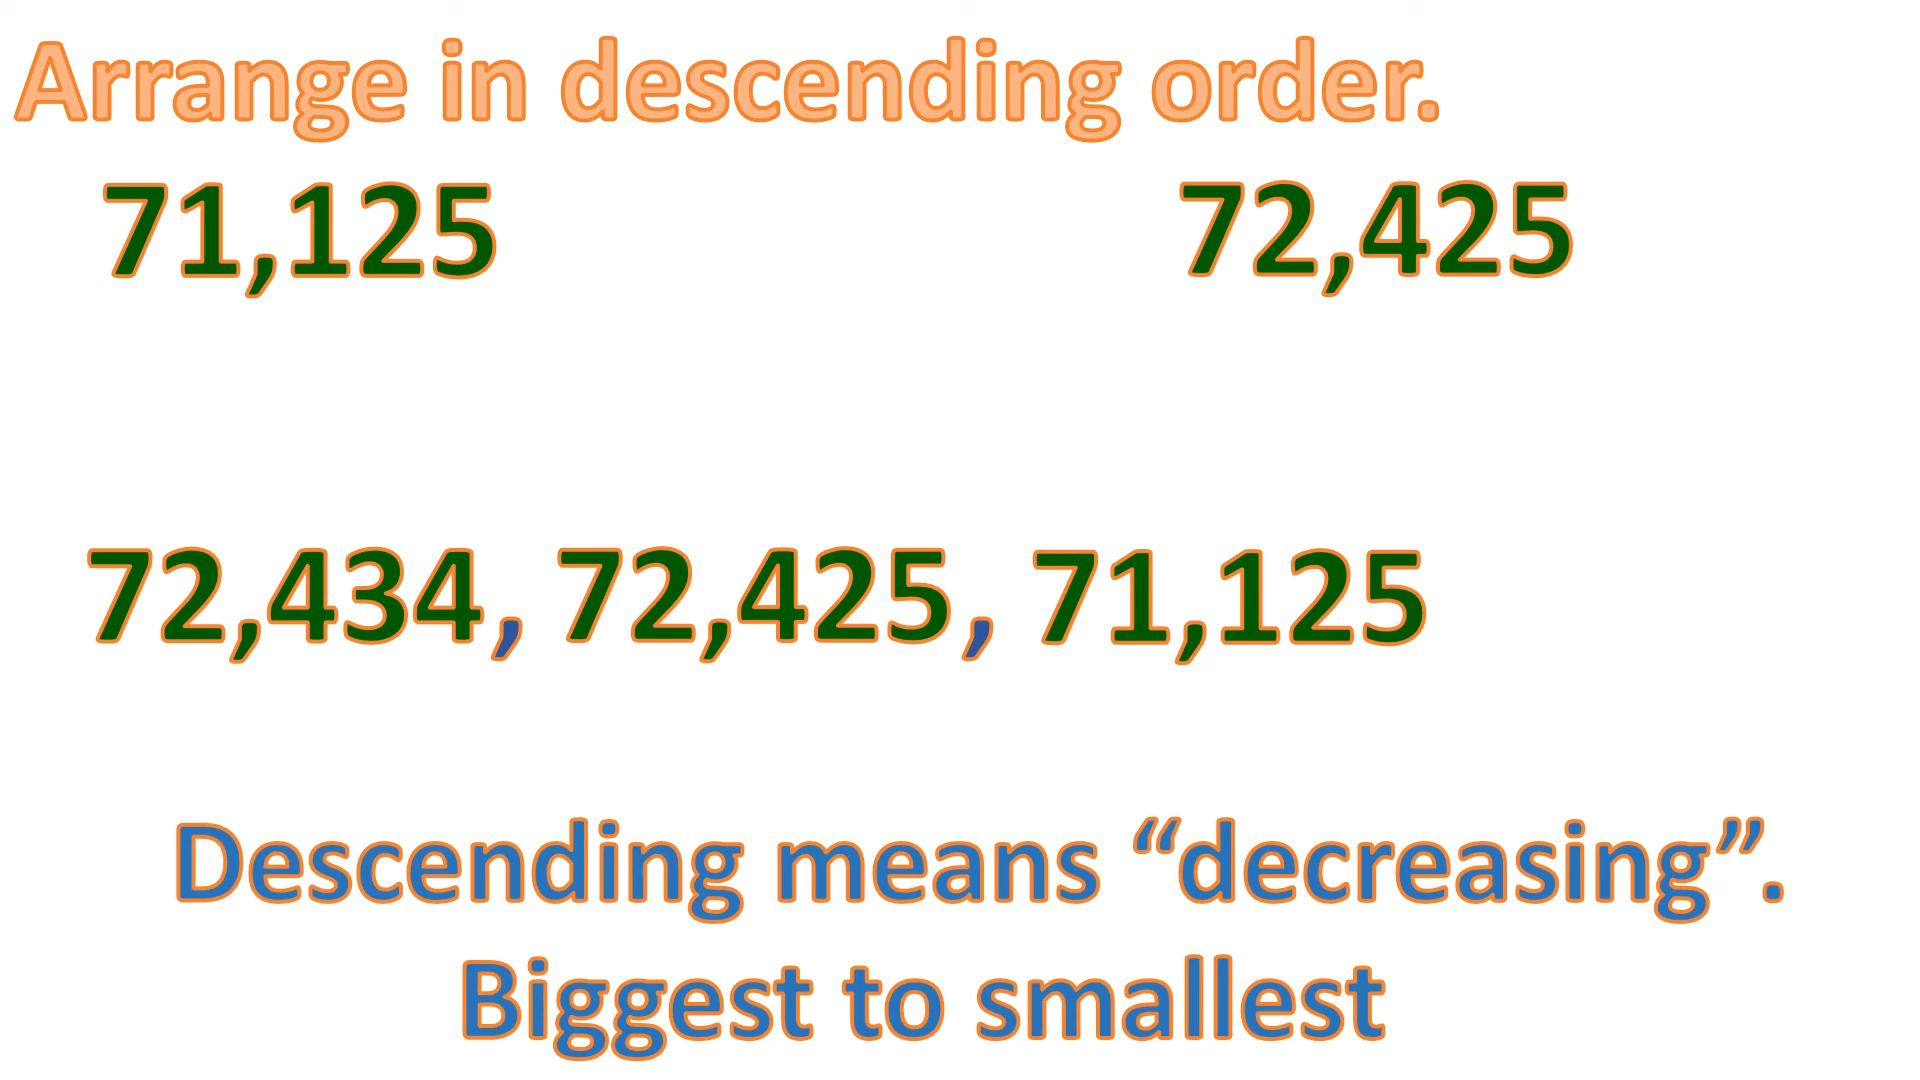 Arrange in descending order.
71,125 72,425
72,434, 72,425, 71,125
Descending means “decreasing”.
Biggest to smallest